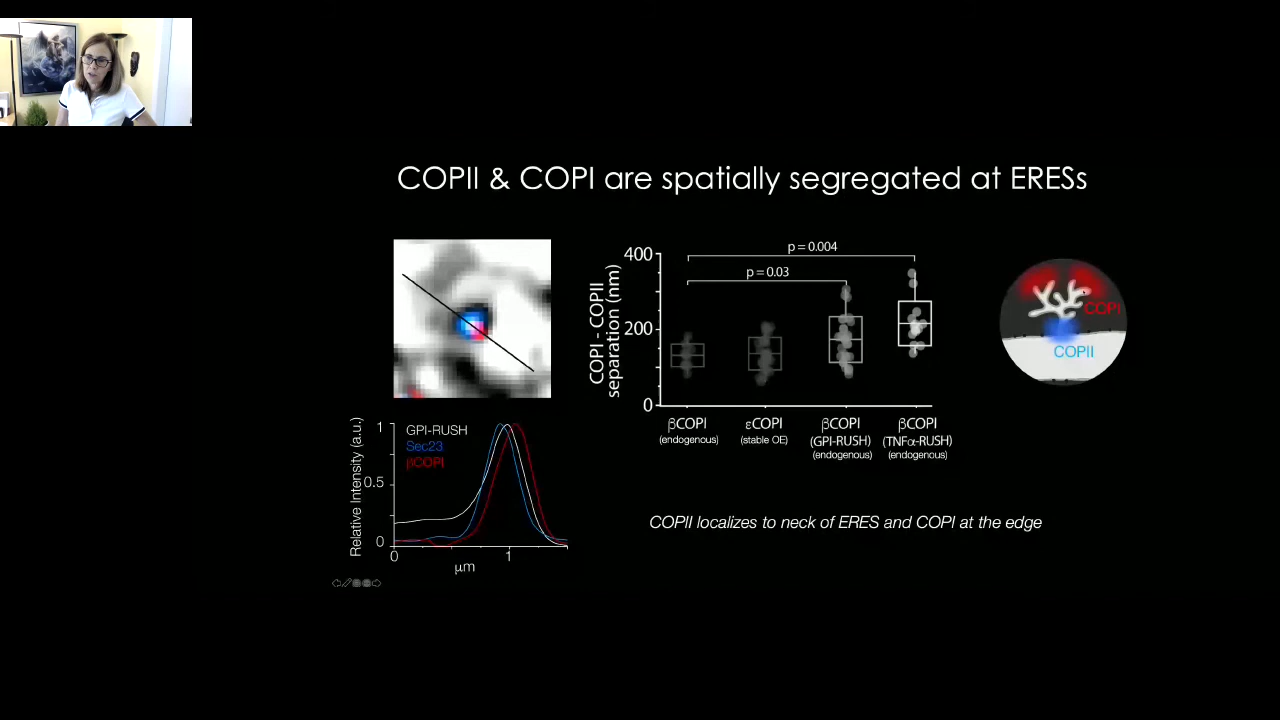 COPII & COPI are spatially segregated at ERESs
GPI-RUSH
Sec23
βCOPI
Relative Intensity (a.u.)
1
0.5
0
0
1
μm
COPI - COPII
separation (nm)
400
200
0
p = 0.004
p = 0.03
βCOPI
(endogenous)
εCOPI
(stable OE)
βCOPI
(GPI-RUSH)
(endogenous)
βCOPI
(TNFα-RUSH)
(endogenous)
COPI
COPII
COPII localizes to neck of ERES and COPI at the edge